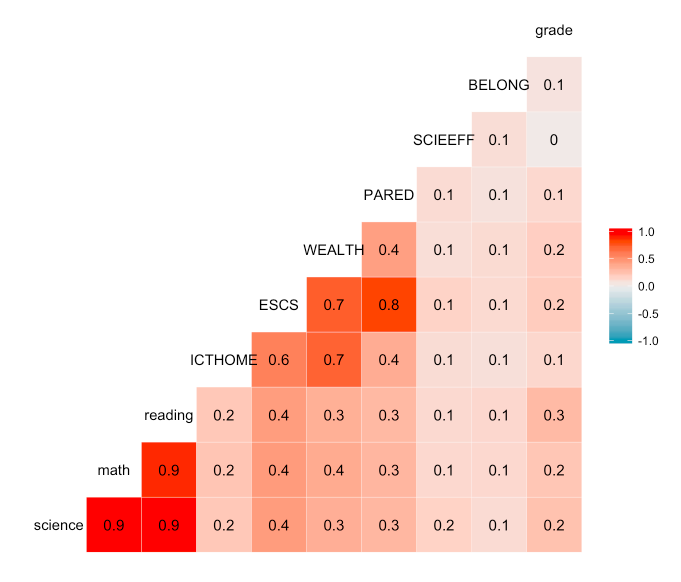 grade
BELONG 0.1
SCIEEFF 0.1 0
PARED 0.1 0.1 0.1
WEALTH 0.4 0.1 0.1 0.2
ESCS 0.7 0.8 0.1 0.1 0.2
ICTHOME 0.6 0.7 0.4 0.1 0.1 0.1
reading 0.2 0.4 0.3 0.3 0.1 0.1 0.3
math 0.9 0.2 0.4 0.4 0.3 0.1 0.1 0.2
science 0.9 0.9 0.2 0.4 0.3 0.3 0.2 0.1 0.2
1.0
0.5
0.0
-0.5
-1.0